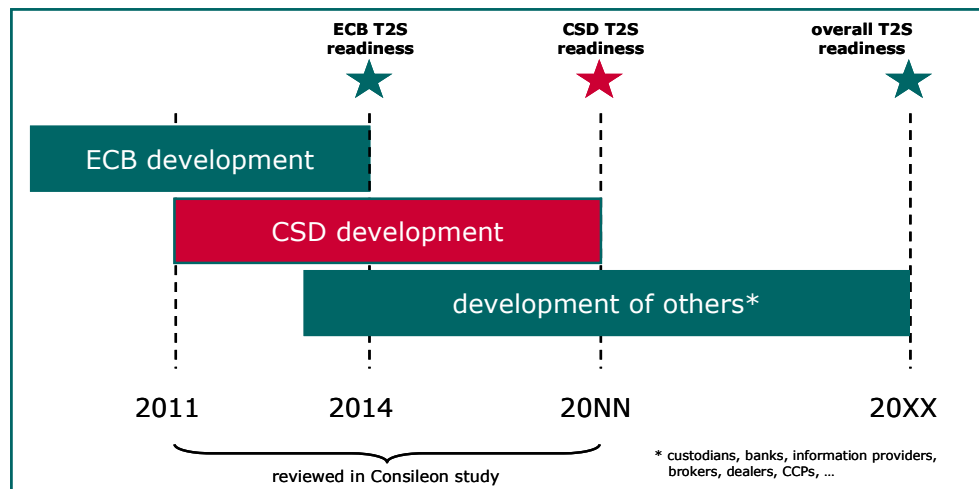 ECB T2S
readiness
CSD T2S
readiness
overall T2S
readiness
ECB development
CSD development
development of others*
2011
2014
20NN
20XX
reviewed in Consileon study
* custodians, banks, information providers,
brokers, dealers, CCPs, ...